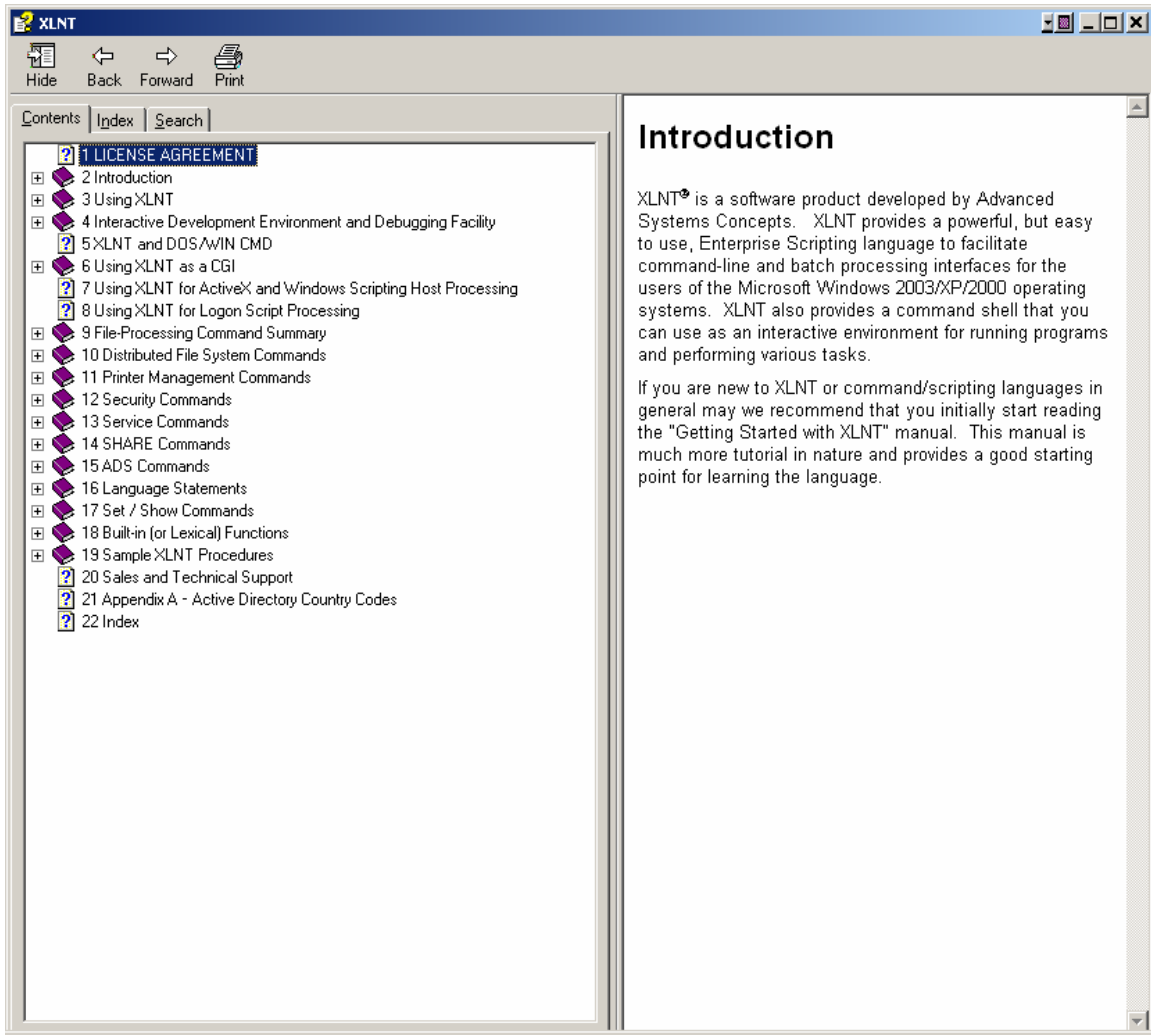 XLNT
Hide Back Forward Print
Contents Index Search
1 LICENSE AGREEMENT
2 Introduction
3 Using XLNT
4 Interactive Development Environment and Debugging Facility
5 XLNT and DOS/WIN CMD
6 Using XLNT as a CGI
7 Using XLNT for ActiveX and Windows Scripting Host Processing
8 Using XLNT for Logon Script Processing
9 File-Processing Command Summary
10 Distributed File System Commands
11 Printer Management Commands
12 Security Commands
13 Service Commands
14 SHARE Commands
15 ADS Commands
16 Language Statements
17 Set / Show Commands
18 Built-in (or Lexical) Functions
19 Sample XLNT Procedures
20 Sales and Technical Support
21 Appendix A - Active Directory Country Codes
22 Index
Introduction
XLNT® is a software product developed by Advanced
Systems Concepts. XLNT provides a powerful, but easy
to use, Enterprise Scripting language to facilitate
command-line and batch processing interfaces for the
users of the Microsoft Windows 2003/XP/2000 operating
systems. XLNT also provides a command shell that you
can use as an interactive environment for running programs
and performing various tasks.
If you are new to XLNT or command/scripting languages in
general may we recommend that you initially start reading
the "Getting Started with XLNT" manual. This manual is
much more tutorial in nature and provides a good starting
point for learning the language.